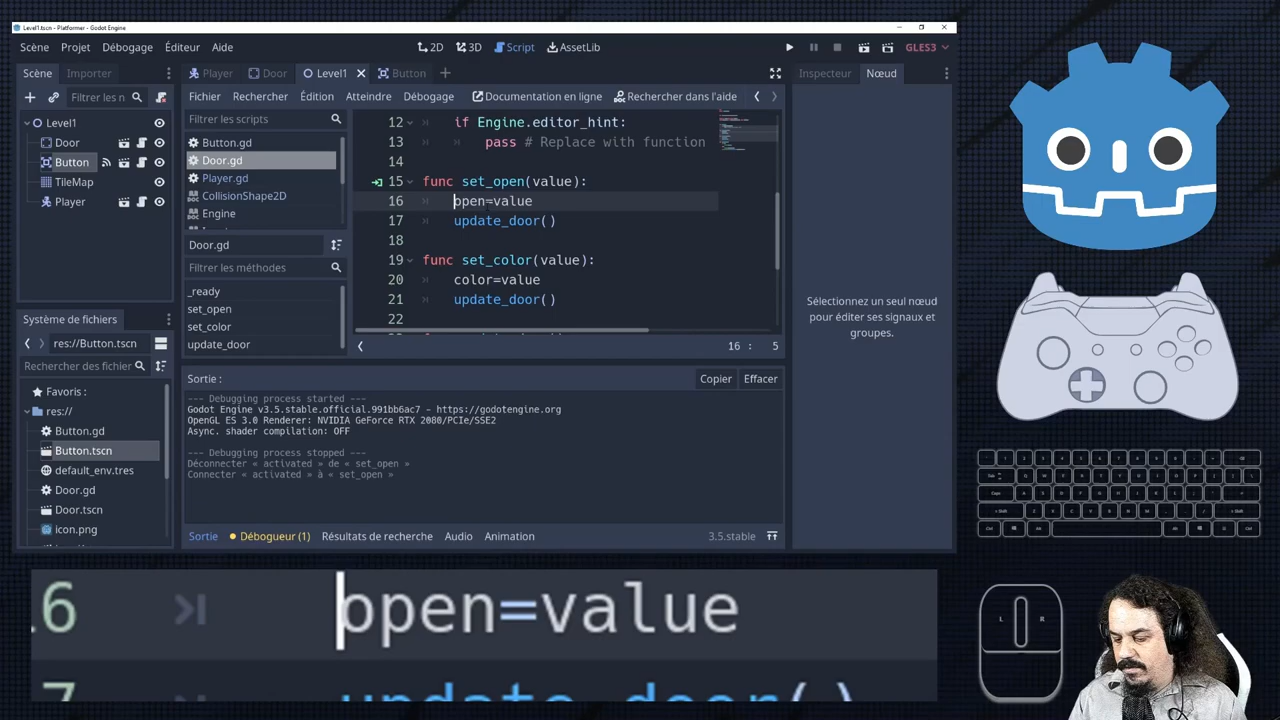 Level1.tscn - Platformer - Godot Engine
Scène Projet Débogage Éditeur Aide
2D 3D Script AssetLib
GLES3
Scène Importer
Player Door Level1 Button
Inspecteur Nœud
Filtrer les n
Fichier Rechercher Édition Atteindre Débogage Documentation en ligne Rechercher dans l'aide
Level1
Door
Button
TileMap
Player
Filtrer les scripts
Button.gd
Door.gd
Player.gd
CollisionShape2D
Engine
Door.gd
Filtrer les méthodes
_ready
set_open
set_color
update_door
12 if Engine.editor_hint:
13 pass # Replace with function
14
15 func set_open(value):
16 open=value
17 update_door()
18
19 func set_color(value):
20 color=value
21 update_door()
22
16 : 5
Sélectionnez un seul nœud
pour éditer ses signaux et
groupes.
Système de fichiers
res://Button.tscn
Rechercher des fichier
Favoris :
res://
Button.gd
Button.tscn
default_env.tres
Door.gd
Door.tscn
icon.png
Sortie :
Copier Effacer
--- Debugging process started ---
Godot Engine v3.5.stable.official.991bb6ac7 - https://godotengine.org
OpenGL ES 3.0 Renderer: NVIDIA GeForce RTX 2080/PCIe/SSE2
Async. shader compilation: OFF
--- Debugging process stopped ---
Déconnecter « activated » de « set_open »
Connecter « activated » à « set_open »
Sortie Débogueur (1) Résultats de recherche Audio Animation 3.5.stable
6 open=value
7 update_door()
L R